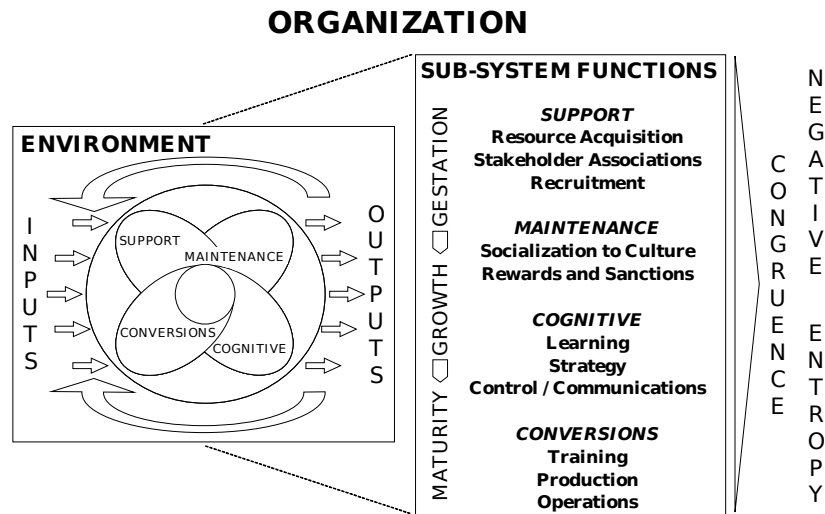 ORGANIZATION
ENVIRONMENT
INPUTS
SUPPORT
MAINTENANCE
CONVERSIONS
COGNITIVE
OUTPUTS
SUB-SYSTEM FUNCTIONS
MATURITY GROWTH GESTATION
SUPPORT
Resource Acquisition
Stakeholder Associations
Recruitment
MAINTENANCE
Socialization to Culture
Rewards and Sanctions
COGNITIVE
Learning
Strategy
Control / Communications
CONVERSIONS
Training
Production
Operations
CONGRUENCE
NEGATIVE ENTROPY